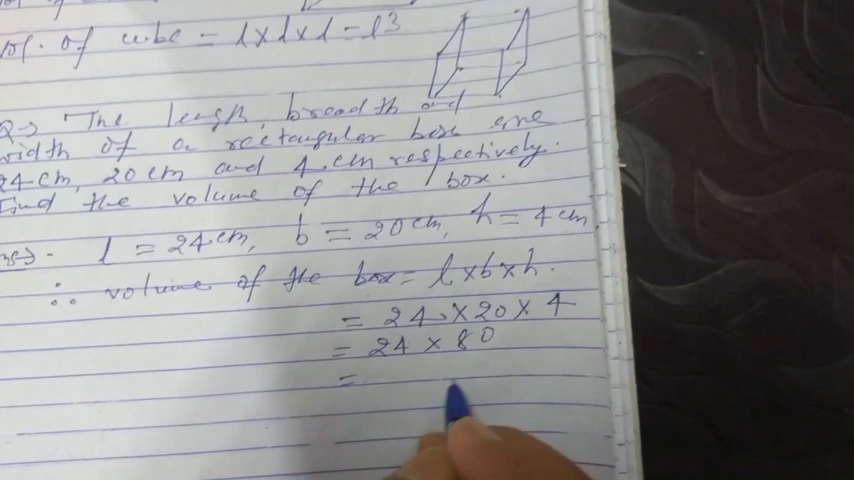 Vol. of cube = l×l×l = l3
Q→ The length, breadth and
width of a rectangular box are
24 cm, 20 cm and 4 cm respectively.
Find the volume of the box.
l = 24 cm, b = 20 cm, h = 4 cm
∴ volume of the box = l×b×h.
= 24 × 20 × 4
= 24 × 80
=